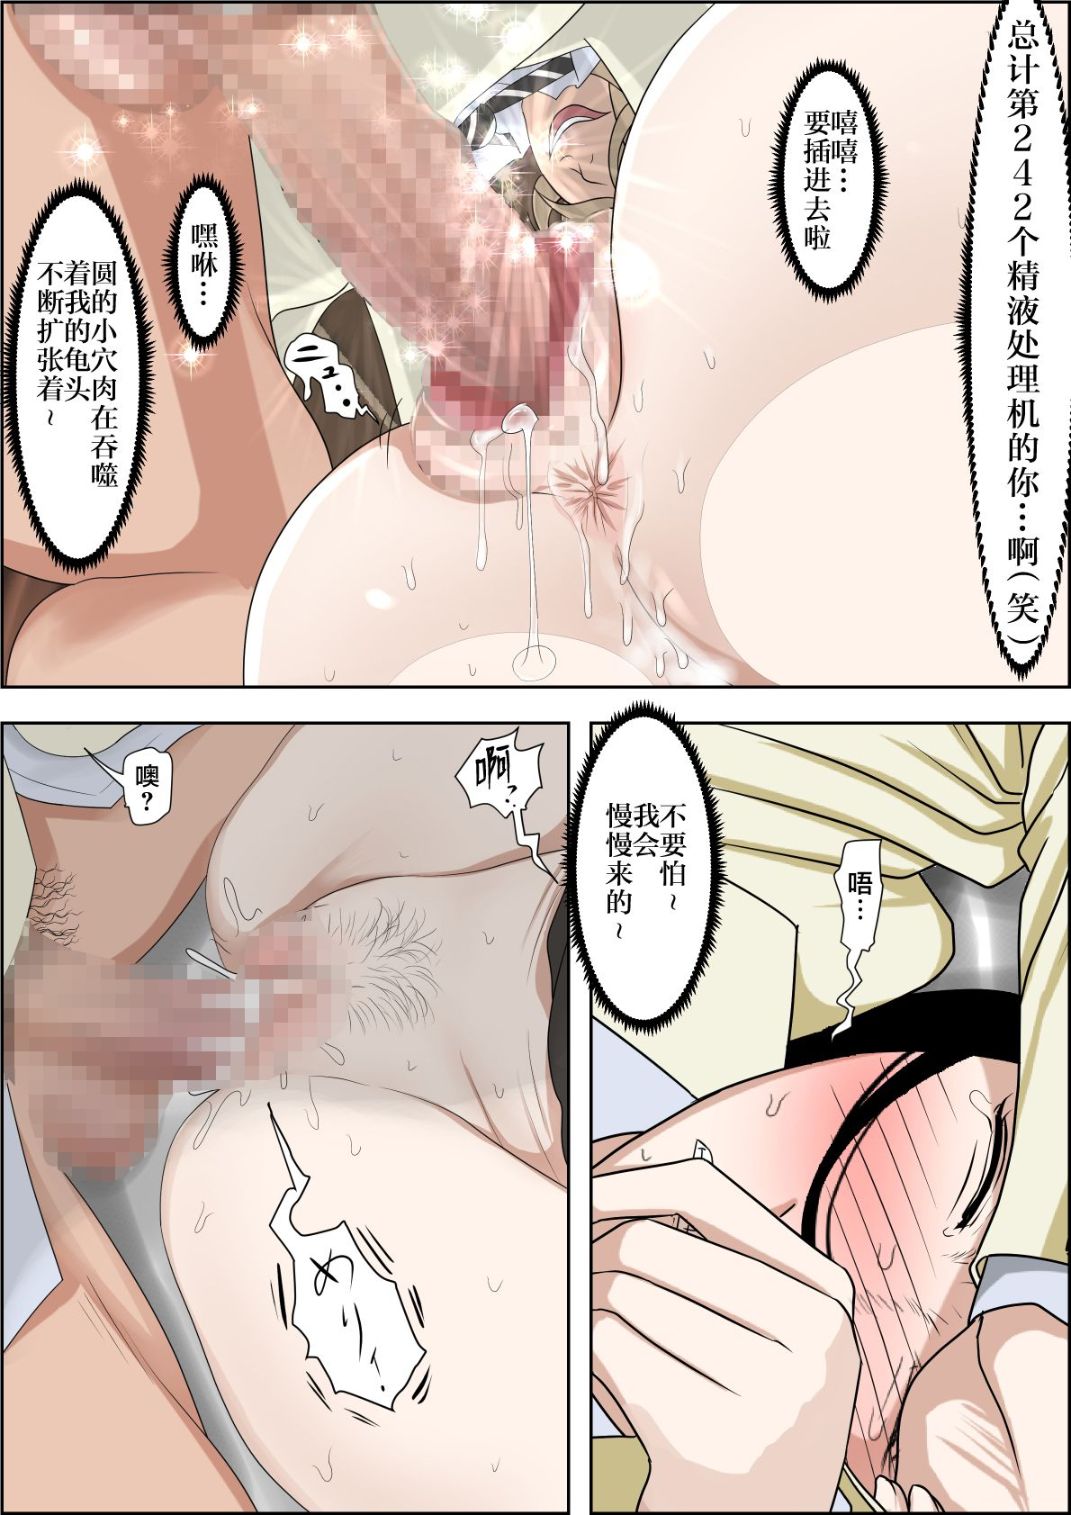 总计第242个精液处理机的你…啊(笑)
嘻嘻…
要插进去啦
嘿咻…
圆的小穴肉在吞噬
着我的龟头
不断扩张着~
不要怕~
我会
慢慢来的~
唔…
啊?
噢?